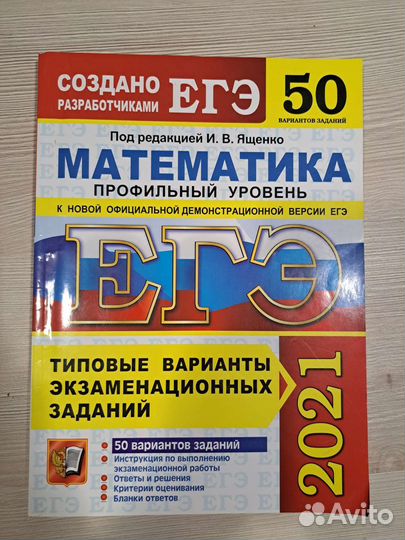 СОЗДАНО
РАЗРАБОТЧИКАМИ
ЕГЭ
50
ВАРИАНТОВ ЗАДАНИЙ
Под редакцией И. В. Ященко
МАТЕМАТИКА
ПРОФИЛЬНЫЙ УРОВЕНЬ
К НОВОЙ ОФИЦИАЛЬНОЙ ДЕМОНСТРАЦИОННОЙ ВЕРСИИ ЕГЭ
ЕГЭ
ТИПОВЫЕ ВАРИАНТЫ
ЭКЗАМЕНАЦИОННЫХ
ЗАДАНИЙ
2021
• 50 вариантов заданий
• Инструкция по выполнению
экзаменационной работы
• Ответы и решения
• Критерии оценивания
• Бланки ответов
Avito